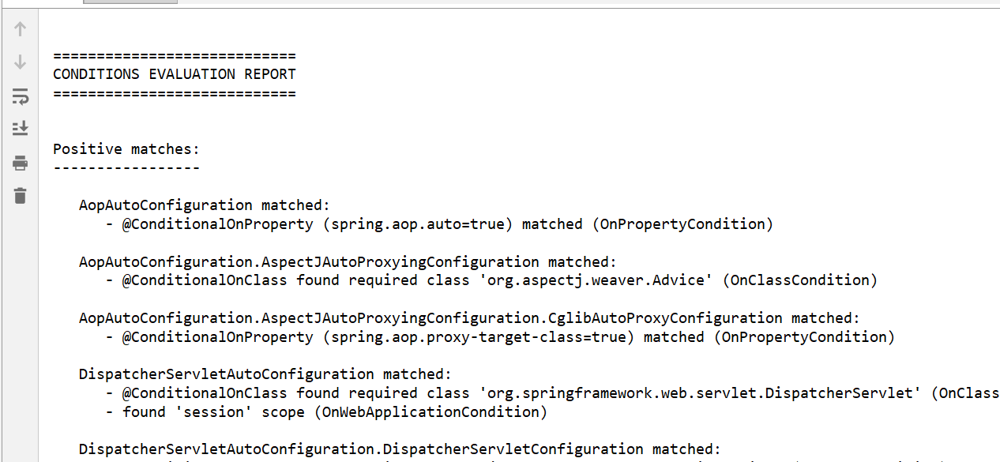 ============================
CONDITIONS EVALUATION REPORT
============================
Positive matches:
-----------------
AopAutoConfiguration matched:
- @ConditionalOnProperty (spring.aop.auto=true) matched (OnPropertyCondition)
AopAutoConfiguration.AspectJAutoProxyingConfiguration matched:
- @ConditionalOnClass found required class 'org.aspectj.weaver.Advice' (OnClassCondition)
AopAutoConfiguration.AspectJAutoProxyingConfiguration.CglibAutoProxyConfiguration matched:
- @ConditionalOnProperty (spring.aop.proxy-target-class=true) matched (OnPropertyCondition)
DispatcherServletAutoConfiguration matched:
- @ConditionalOnClass found required class 'org.springframework.web.servlet.DispatcherServlet' (OnClass
- found 'session' scope (OnWebApplicationCondition)
DispatcherServletAutoConfiguration.DispatcherServletConfiguration matched: